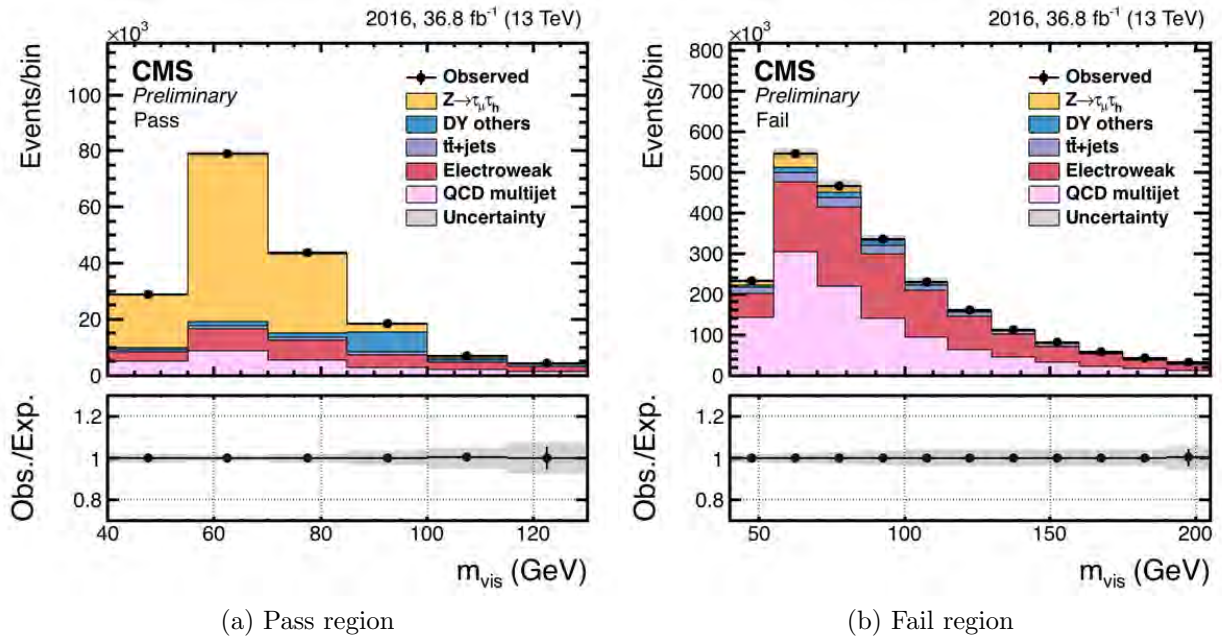 2016, 36.8 fb⁻¹ (13 TeV)
×10³
CMS
Preliminary
Pass
Observed
Z→τμτh
DY others
tt̄+jets
Electroweak
QCD multijet
Uncertainty
Events/bin
100
80
60
40
20
0
Obs./Exp.
1.2
1
0.8
40 60 80 100 120
m_vis (GeV)
(a) Pass region
2016, 36.8 fb⁻¹ (13 TeV)
×10³
CMS
Preliminary
Fail
Observed
Z→τμτh
DY others
tt̄+jets
Electroweak
QCD multijet
Uncertainty
Events/bin
800
700
600
500
400
300
200
100
0
Obs./Exp.
1.2
1
0.8
50 100 150 200
m_vis (GeV)
(b) Fail region